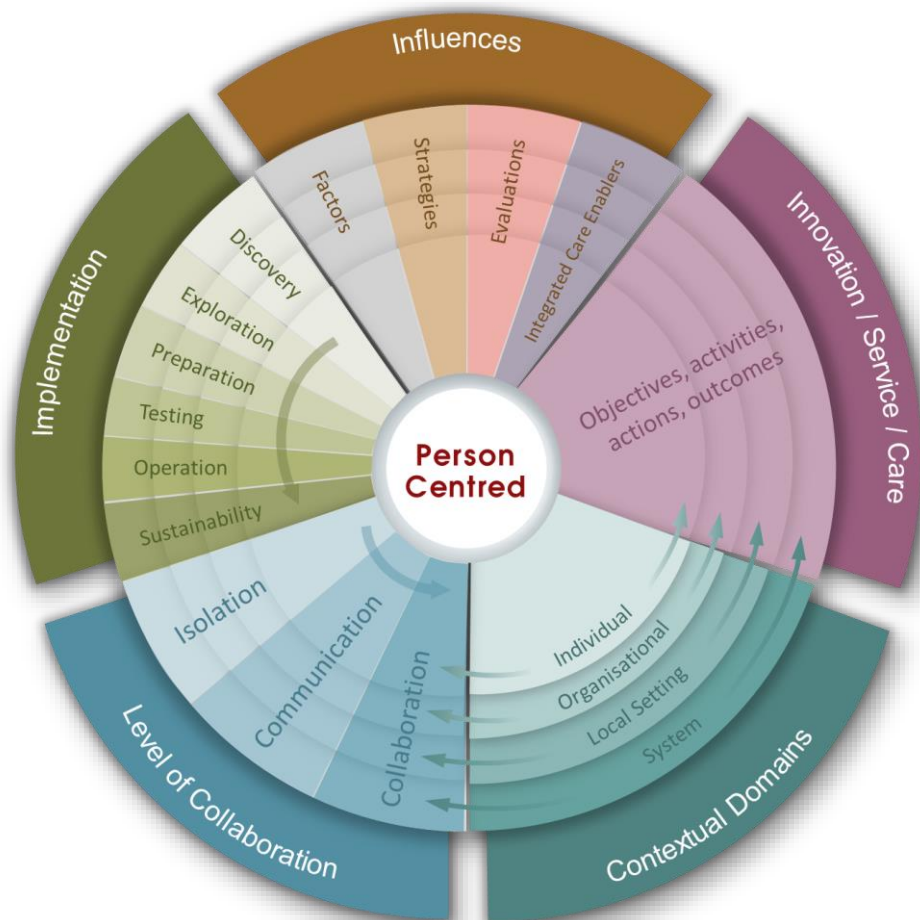 Influences
Factors
Strategies
Evaluations
Integrated Care Enablers
Innovation / Service / Care
Objectives, activities,
actions, outcomes
Contextual Domains
Individual
Organisational
Local Setting
System
Level of Collaboration
Isolation
Communication
Collaboration
Implementation
Discovery
Exploration
Preparation
Testing
Operation
Sustainability
Person
Centred